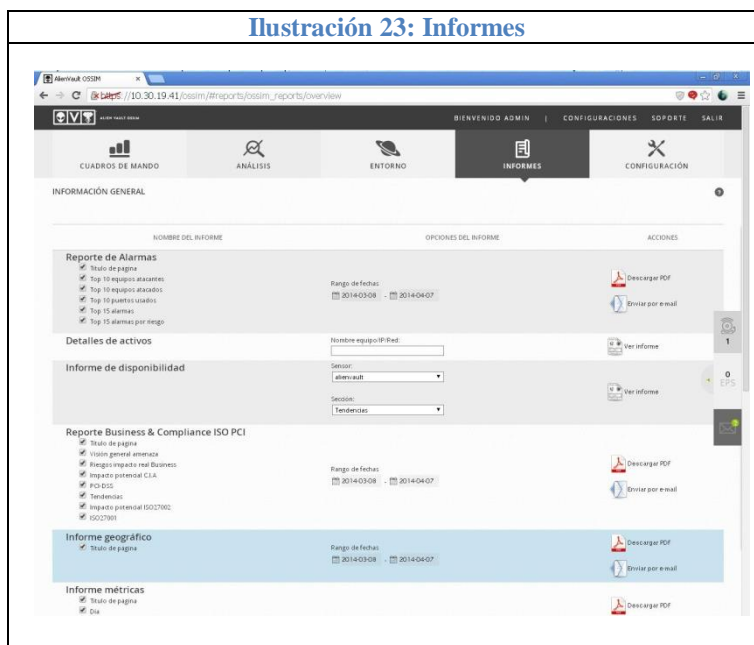 Ilustración 23: Informes
AlienVault OSSIM
https://10.30.19.41/ossim/#reports/ossim_reports/overview
ALIEN VAULT OSSIM
BIENVENIDO ADMIN | CONFIGURACIONES SOPORTE SALIR
CUADROS DE MANDO ANÁLISIS ENTORNO INFORMES CONFIGURACIÓN
INFORMACIÓN GENERAL
NOMBRE DEL INFORME OPCIONES DEL INFORME ACCIONES
Reporte de Alarmas
Titulo de pagina
Top 10 equipos atacantes
Top 10 equipos atacados
Top 10 puertos usados
Top 15 alarmas
Top 15 alarmas por riesgo
Rango de fechas
2014-03-08 - 2014-04-07
Descargar PDF
Enviar por e-mail
Detalles de activos
Nombre equipo/IP/Red:
Ver informe
1
Informe de disponibilidad
Sensor:
alienvault
Sección:
Tendencias
Ver informe
0
EPS
Reporte Business & Compliance ISO PCI
Titulo de pagina
Visión general amenaza
Riesgos impacto real Business
Impacto potencial C.I.A
PCI-DSS
Tendencias
Impacto potencial ISO27002
ISO27001
Rango de fechas
2014-03-08 - 2014-04-07
Descargar PDF
Enviar por e-mail
Informe geográfico
Titulo de pagina
Rango de fechas
2014-03-08 - 2014-04-07
Descargar PDF
Enviar por e-mail
Informe métricas
Titulo de pagina
Dia
Descargar PDF